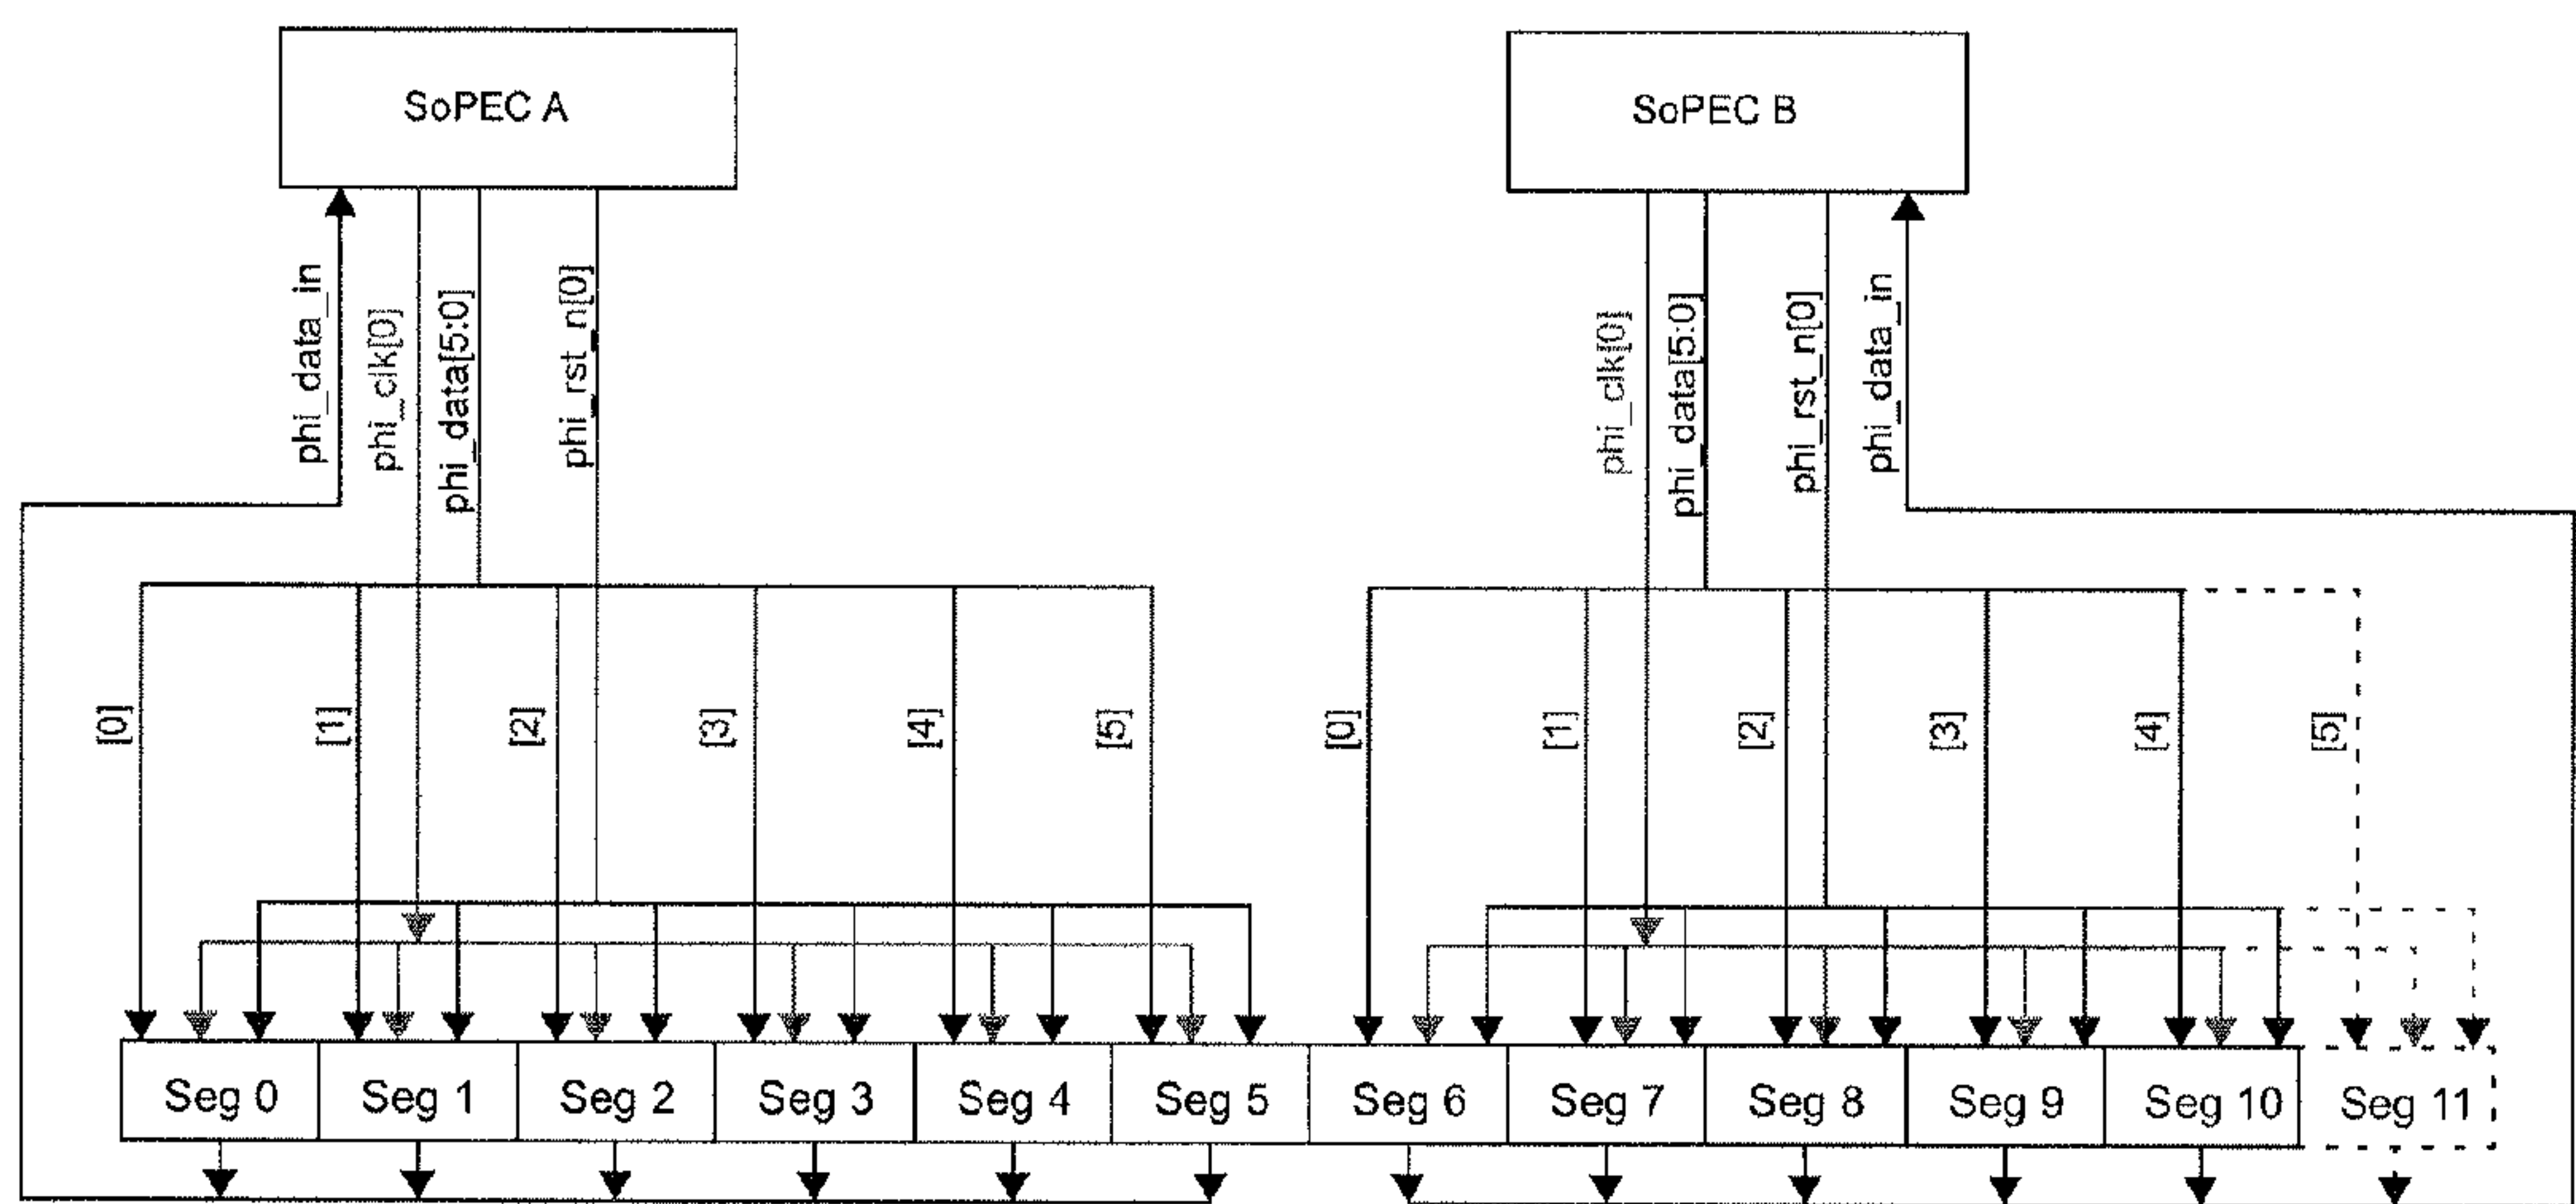 SoPEC A
SoPEC B
phi_data_in
phi_clk[0]
phi_data[5:0]
phi_rst_n[0]
phi_clk[0]
phi_data[5:0]
phi_rst_n[0]
phi_data_in
[0]
[1]
[2]
[3]
[4]
[5]
[0]
[1]
[2]
[3]
[4]
[5]
Seg 0
Seg 1
Seg 2
Seg 3
Seg 4
Seg 5
Seg 6
Seg 7
Seg 8
Seg 9
Seg 10
Seg 11